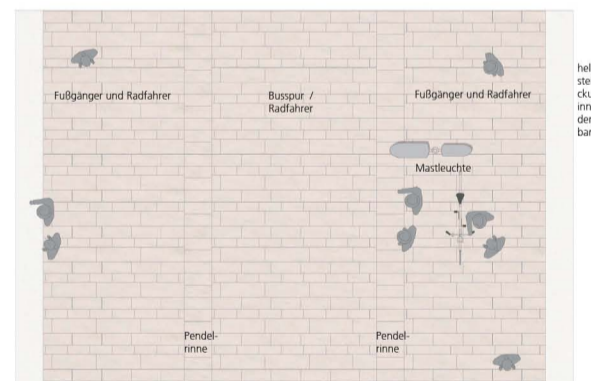 Fußgänger und Radfahrer
Busspur /
Radfahrer
Fußgänger und Radfahrer
Mastleuchte
Pendel-
rinne
Pendel-
rinne